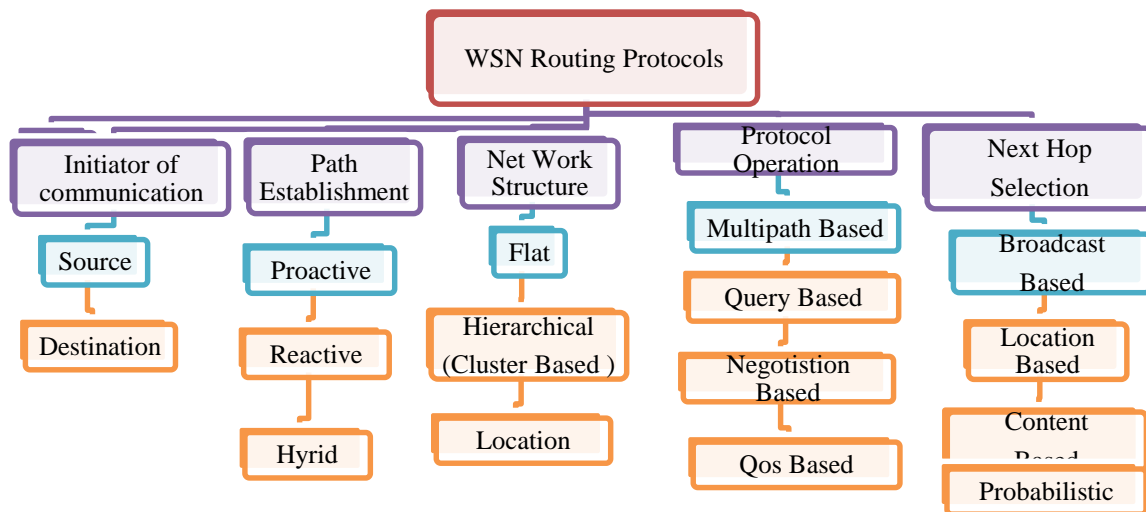 WSN Routing Protocols
Initiator of
communication
Source
Destination
Path
Establishment
Proactive
Reactive
Hyrid
Net Work
Structure
Flat
Hierarchical
(Cluster Based )
Location
Protocol
Operation
Multipath Based
Query Based
Negotistion
Based
Qos Based
Next Hop
Selection
Broadcast
Based
Location
Based
Content
Based
Probabilistic